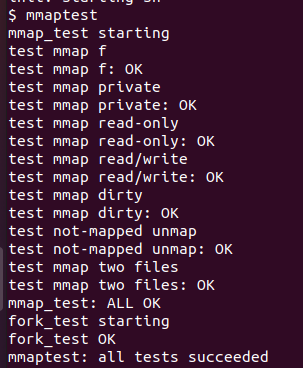 init: starting sh
$ mmaptest
mmap_test starting
test mmap f
test mmap f: OK
test mmap private
test mmap private: OK
test mmap read-only
test mmap read-only: OK
test mmap read/write
test mmap read/write: OK
test mmap dirty
test mmap dirty: OK
test not-mapped unmap
test not-mapped unmap: OK
test mmap two files
test mmap two files: OK
mmap_test: ALL OK
fork_test starting
fork_test OK
mmaptest: all tests succeeded